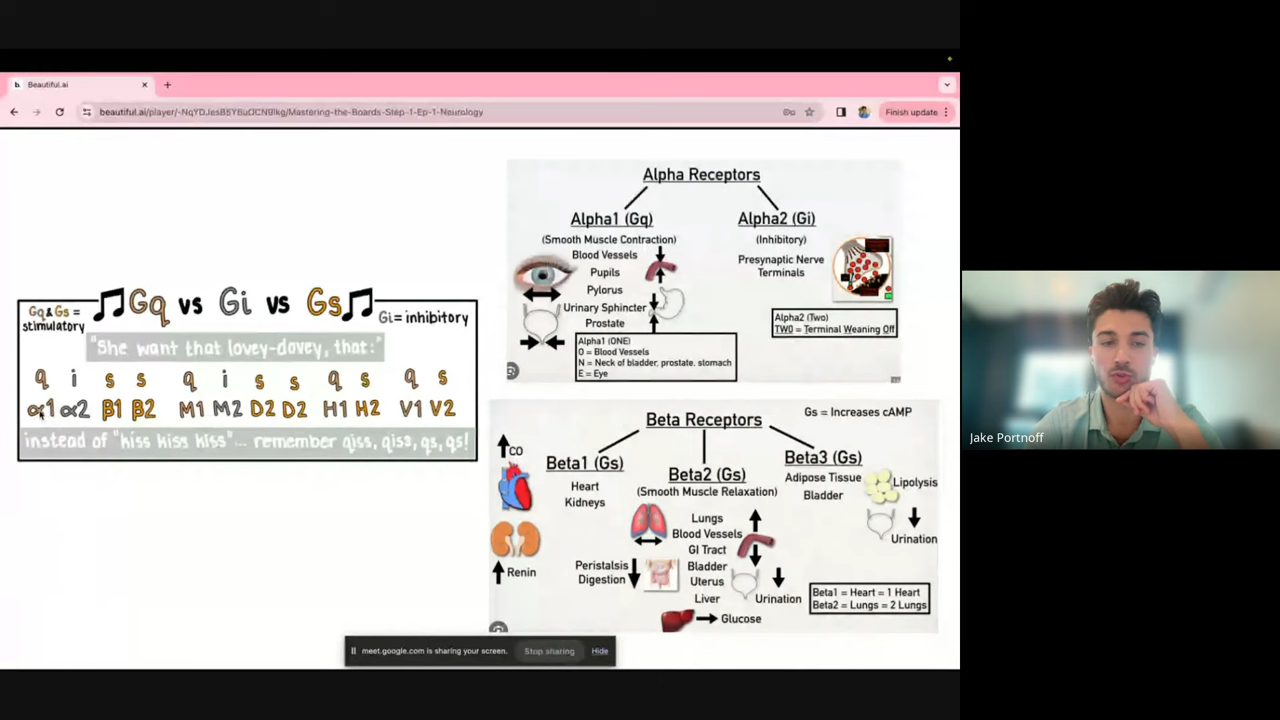 b. Beautiful.ai
beautiful.ai/player/-NqYDJesB5Y6uOCN9lkg/Mastering-the-Boards-Step-1-Ep-1-Neurology
Finish update
Gq & Gs =
stimulatory
Gq vs Gi vs Gs
Gi = inhibitory
"She want that lovey-dovey, that:"
q i s s q i s s q s q s
α1 α2 β1 β2 M1 M2 D2 D2 H1 H2 V1 V2
instead of "kiss kiss kiss"... remember qiss, qiss, qs, qs!
Alpha Receptors
Alpha1 (Gq)
(Smooth Muscle Contraction)
Blood Vessels
Pupils
Pylorus
Urinary Sphincter
Prostate
Alpha1 (ONE)
O = Blood Vessels
N = Neck of bladder, prostate, stomach
E = Eye
Alpha2 (Gi)
(Inhibitory)
Presynaptic Nerve
Terminals
Alpha2 (Two)
TWO = Terminal Weaning Off
Beta Receptors
Gs = Increases cAMP
CO
Renin
Beta1 (Gs)
Heart
Kidneys
Beta2 (Gs)
(Smooth Muscle Relaxation)
Lungs
Blood Vessels
GI Tract
Bladder
Uterus
Liver
Peristalsis
Digestion
Urination
Glucose
Beta3 (Gs)
Adipose Tissue
Bladder
Lipolysis
Urination
Beta1 = Heart = 1 Heart
Beta2 = Lungs = 2 Lungs
meet.google.com is sharing your screen.
Stop sharing
Hide
Jake Portnoff